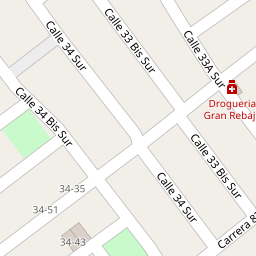 Calle 34 Sur
Calle 33 Bis Sur
Calle 33A Sur
Drogueria
Gran Rebaj
Calle 34 Bis Sur
Calle 33 Bis Sur
34-35
Calle 34 Sur
34-51
34-43
Carrera 8